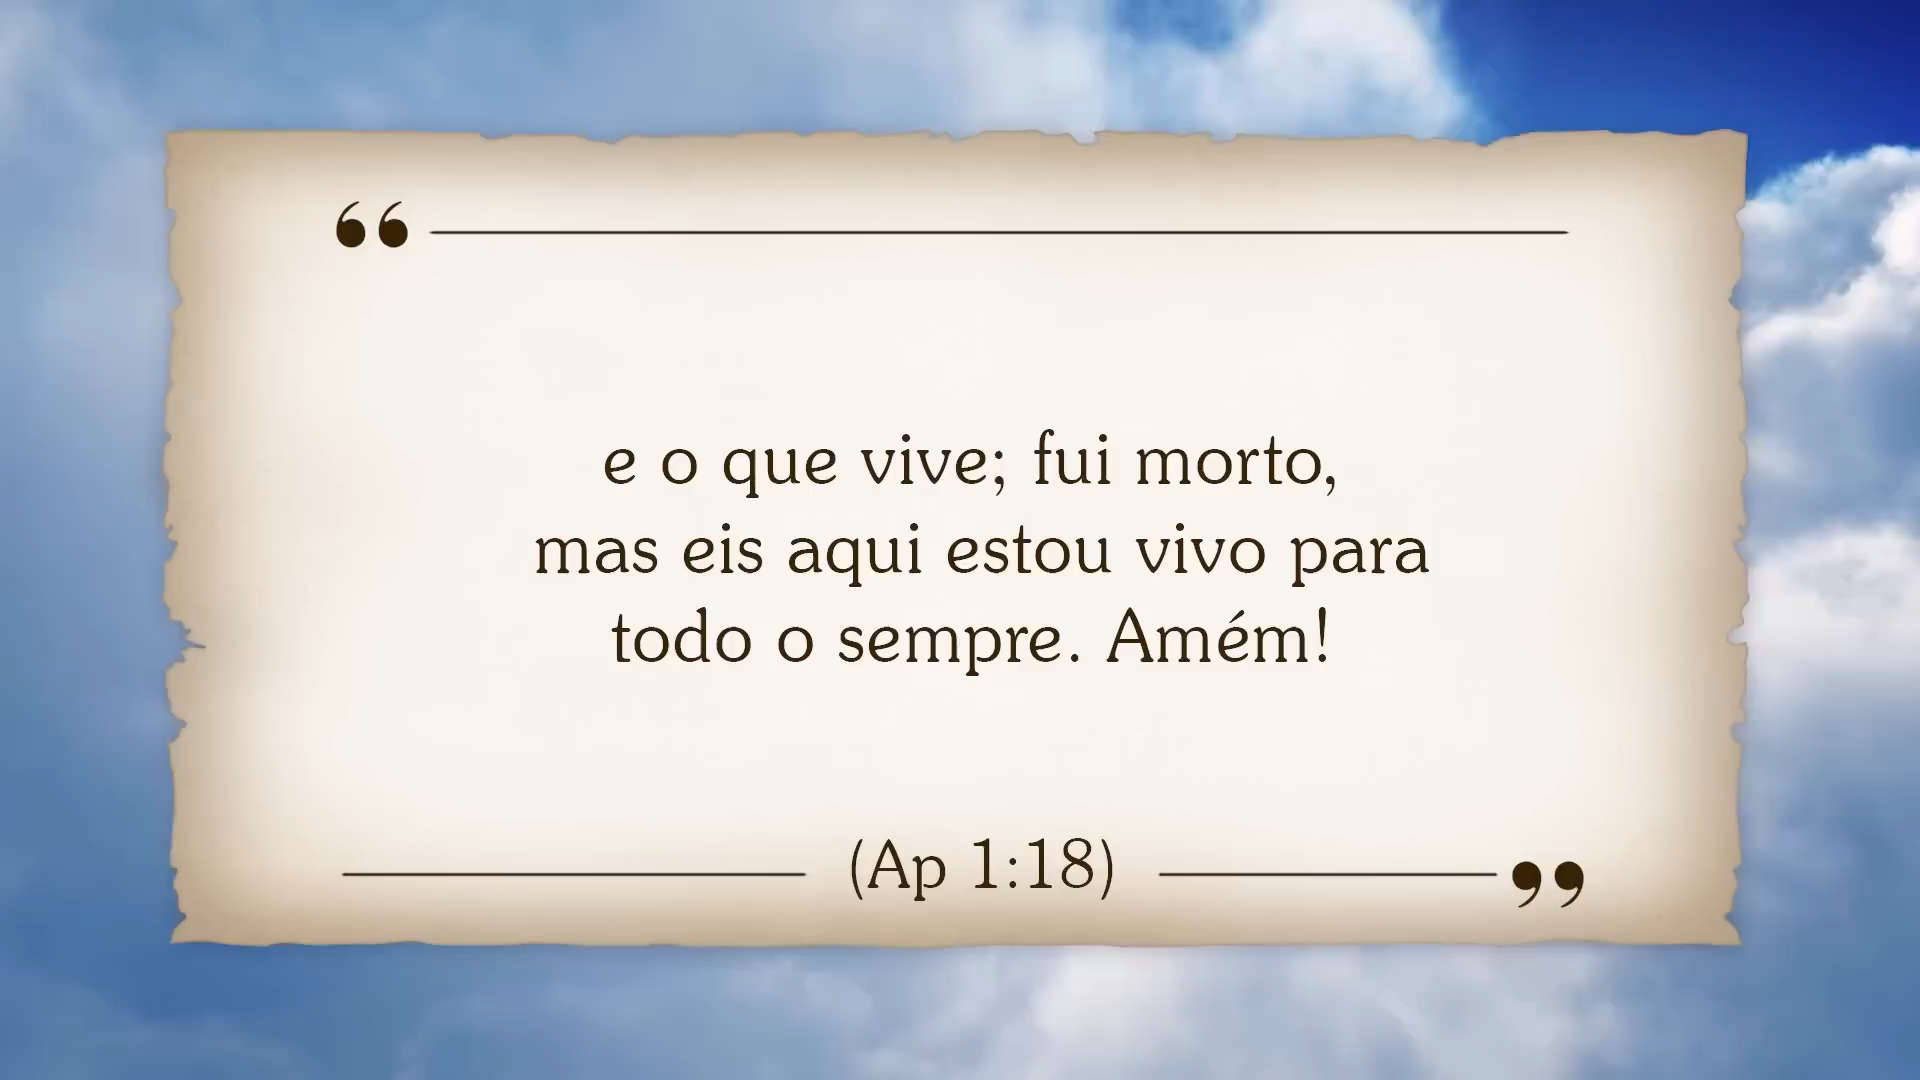 “
e o que vive; fui morto,
mas eis aqui estou vivo para
todo o sempre. Amém!
(Ap 1:18)
”